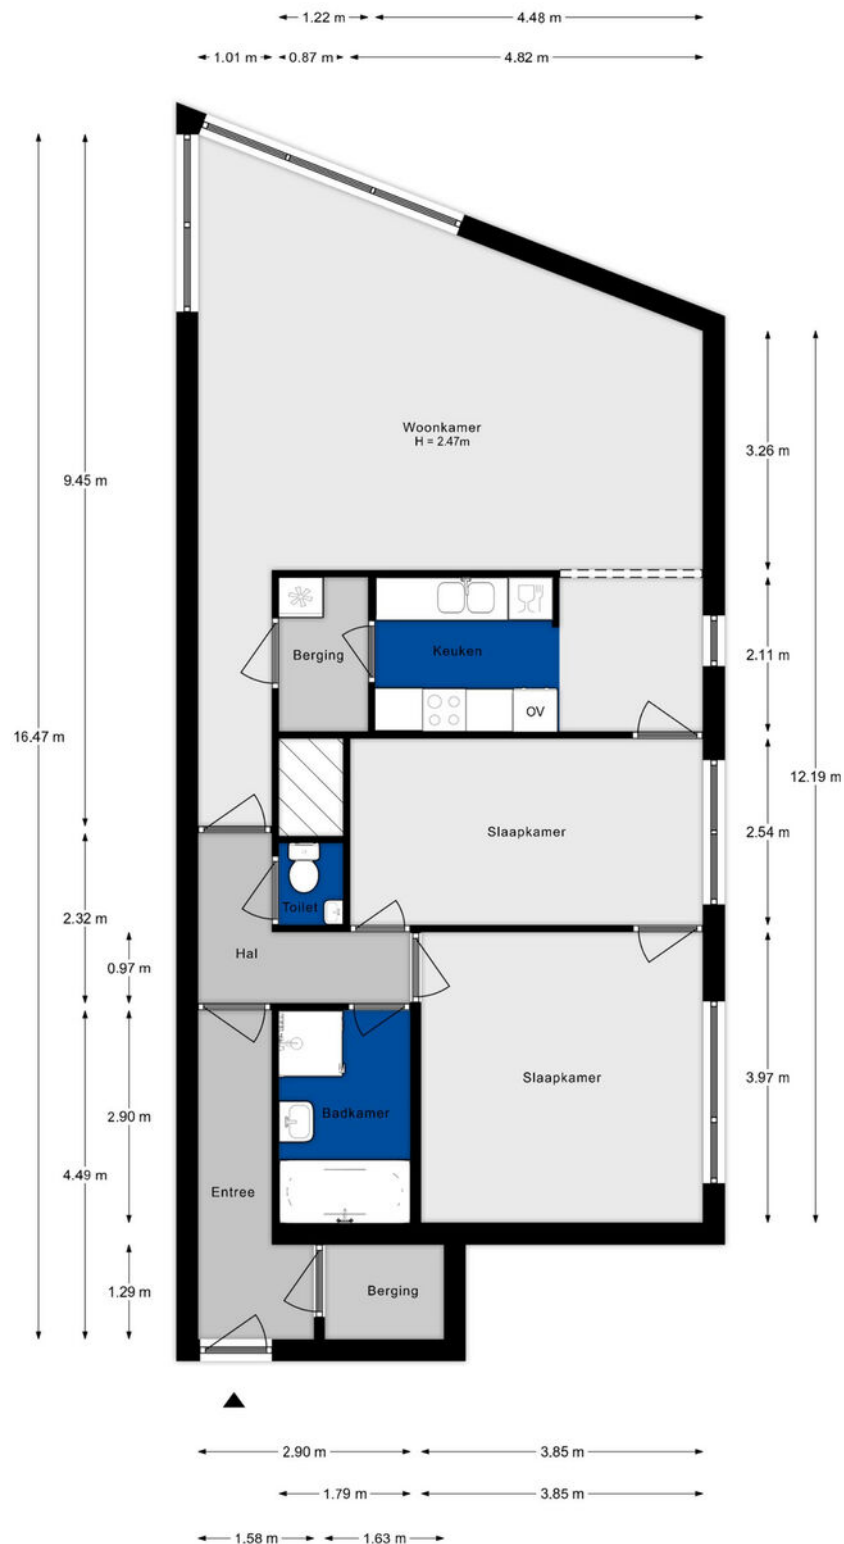 1.22 m
4.48 m
1.01 m
0.87 m
4.82 m
Woonkamer
H = 2.47m
3.26 m
9.45 m
Berging
Keuken
2.11 m
OV
16.47 m
12.19 m
Slaapkamer
2.54 m
Toilet
2.32 m
Hal
0.97 m
Slaapkamer
3.97 m
Badkamer
2.90 m
4.49 m
Entree
Berging
1.29 m
2.90 m
3.85 m
1.79 m
3.85 m
1.58 m
1.63 m